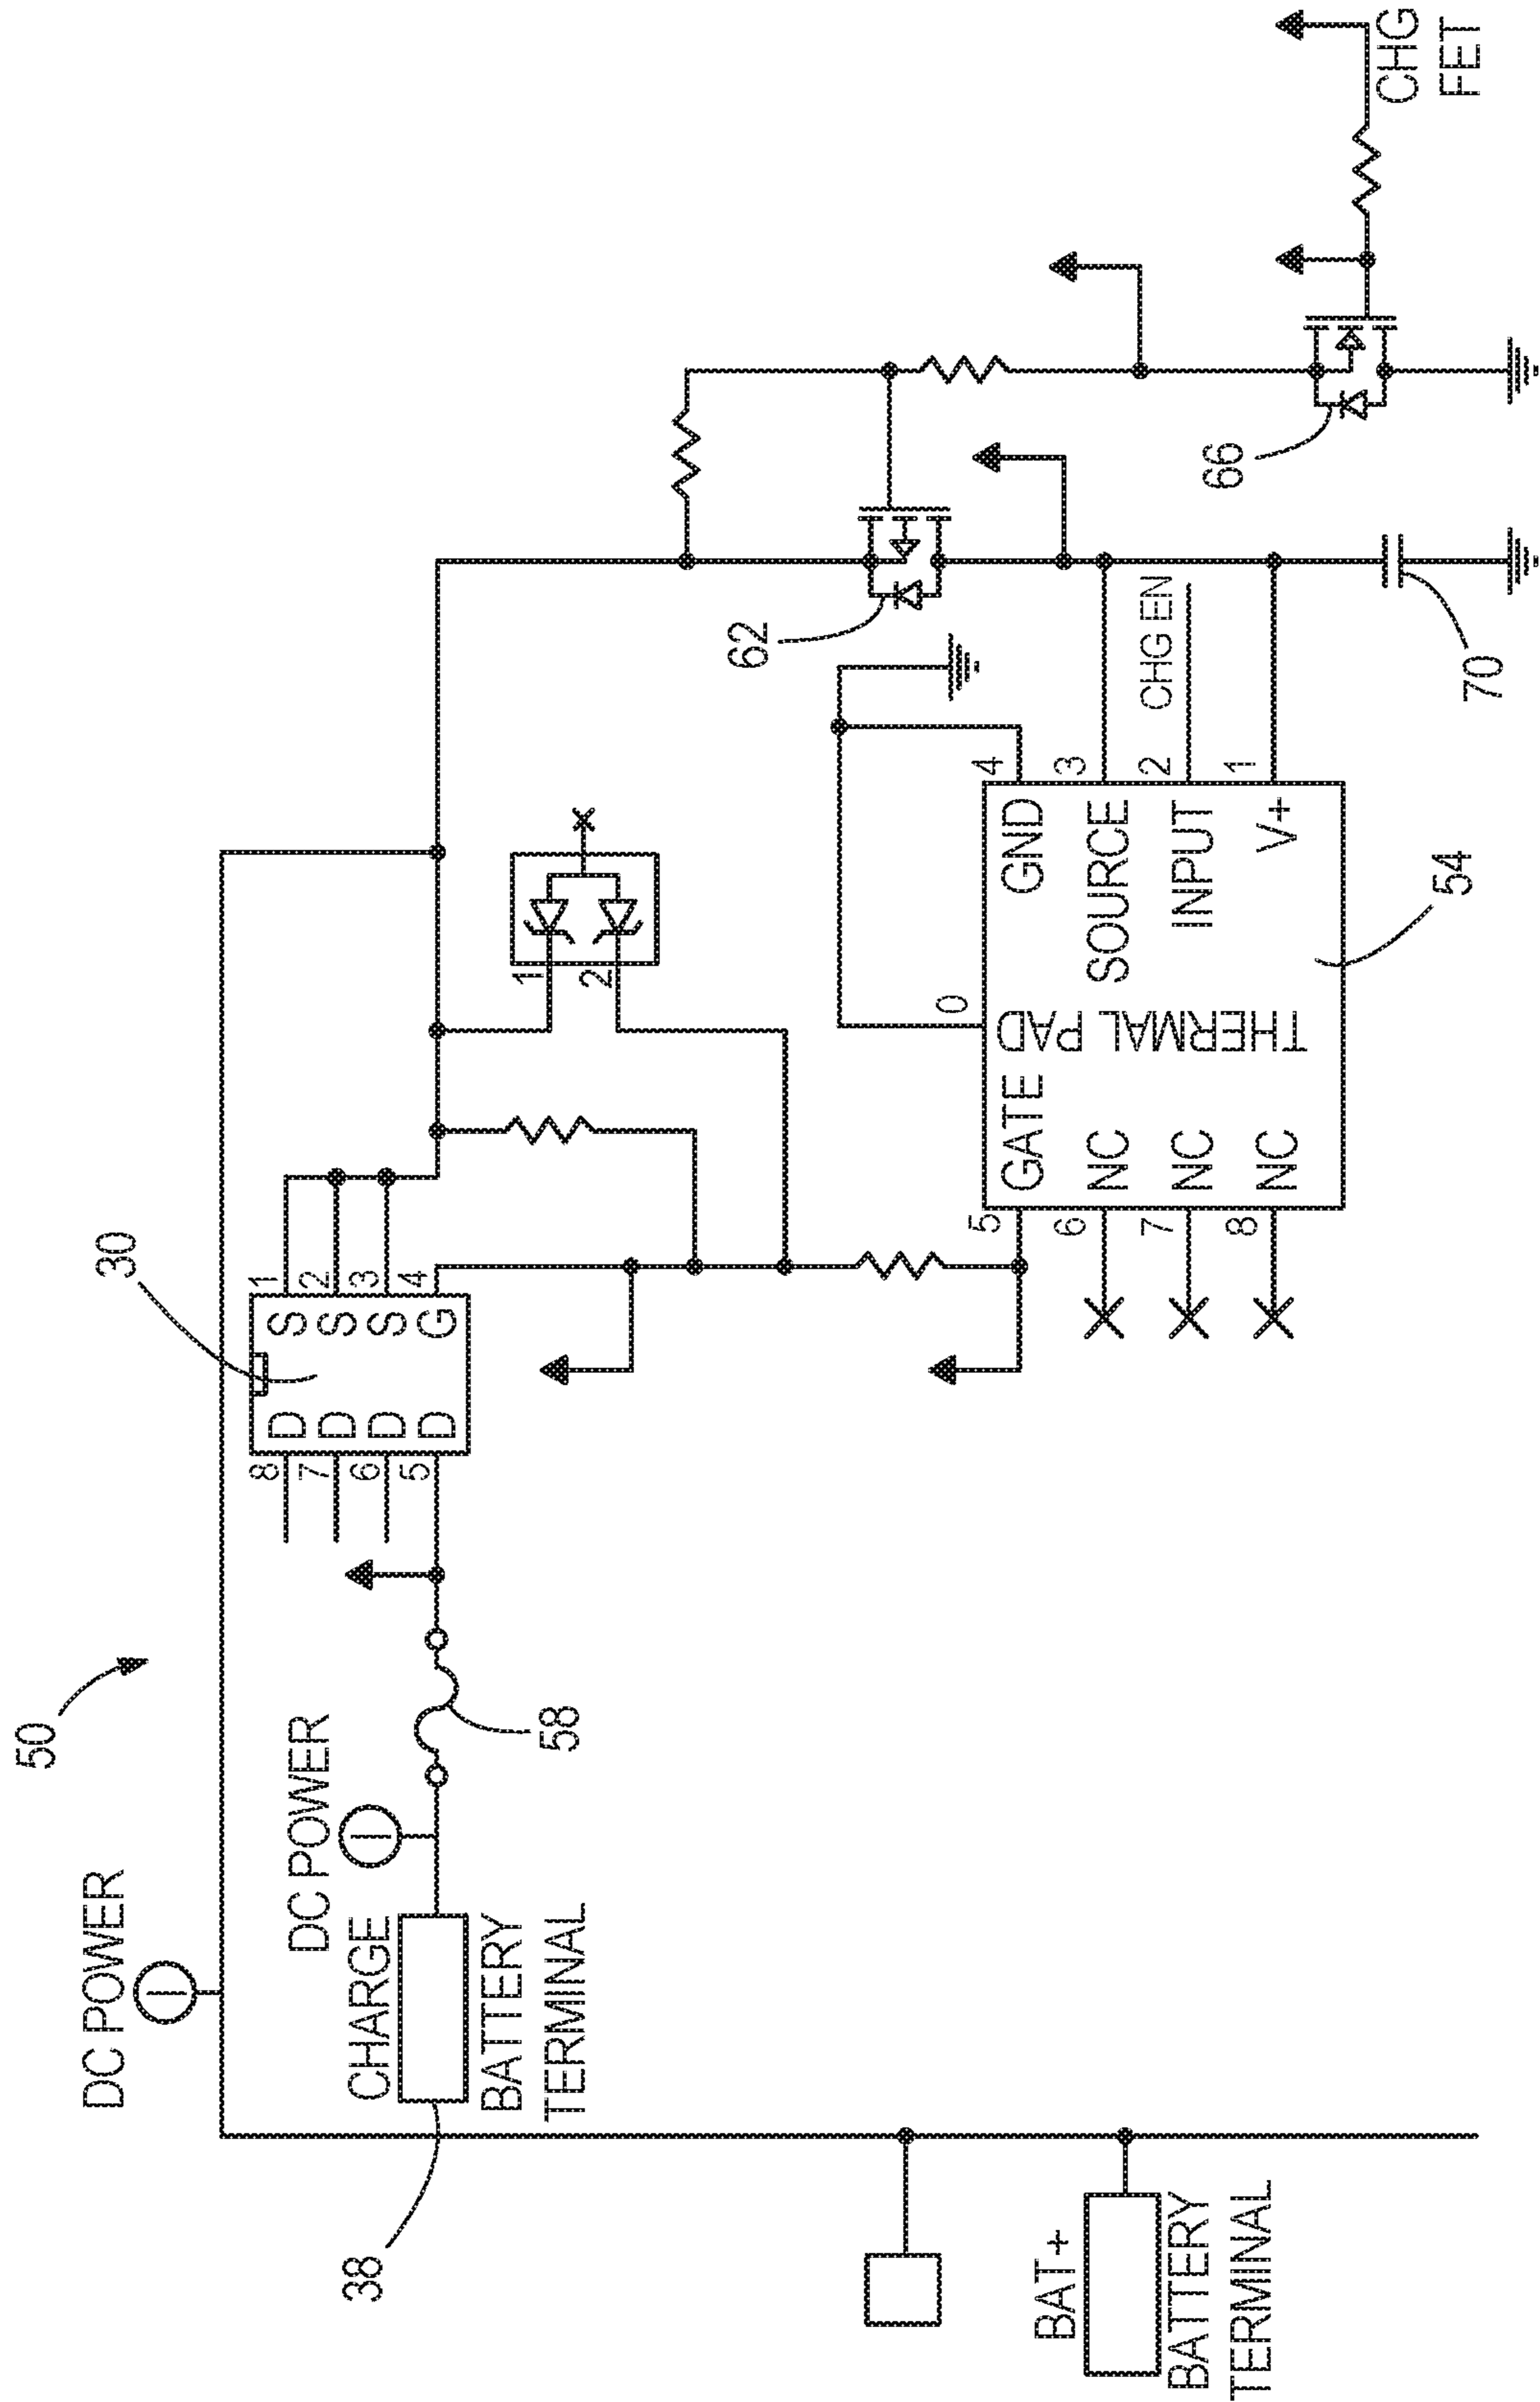 50
DC POWER
DC POWER
CHARGE
BATTERY
TERMINAL
38
58
30
8 D S 1
7 D S 2
6 D S 3
5 D G 4
1
2
BAT+
BATTERY
TERMINAL
62
66
CHG
FET
0
5 GATE GND 4
6 NC SOURCE 3
7 NC INPUT 2
8 NC V+ 1
THERMAL PAD
CHG EN
54
70